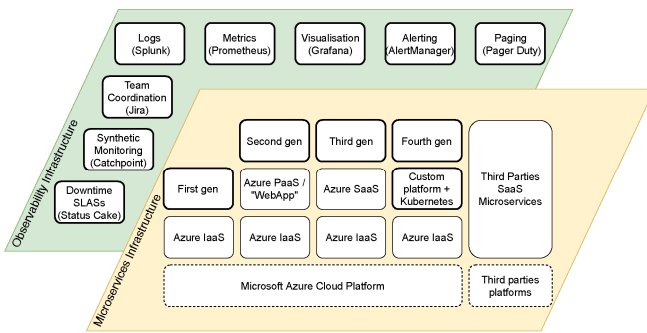 Logs
(Splunk)
Metrics
(Prometheus)
Visualisation
(Grafana)
Alerting
(AlertManager)
Paging
(Pager Duty)
Team
Coordination
(Jira)
Synthetic
Monitoring
(Catchpoint)
Downtime
SLASs
(Status Cake)
Observability Infrastructure
Second gen
Third gen
Fourth gen
Third Parties
SaaS
Microservices
First gen
Azure PaaS /
"WebApp"
Azure SaaS
Custom
platform +
Kubernetes
Azure IaaS
Azure IaaS
Azure IaaS
Azure IaaS
Microsoft Azure Cloud Platform
Third parties
platforms
Microservices Infrastructure